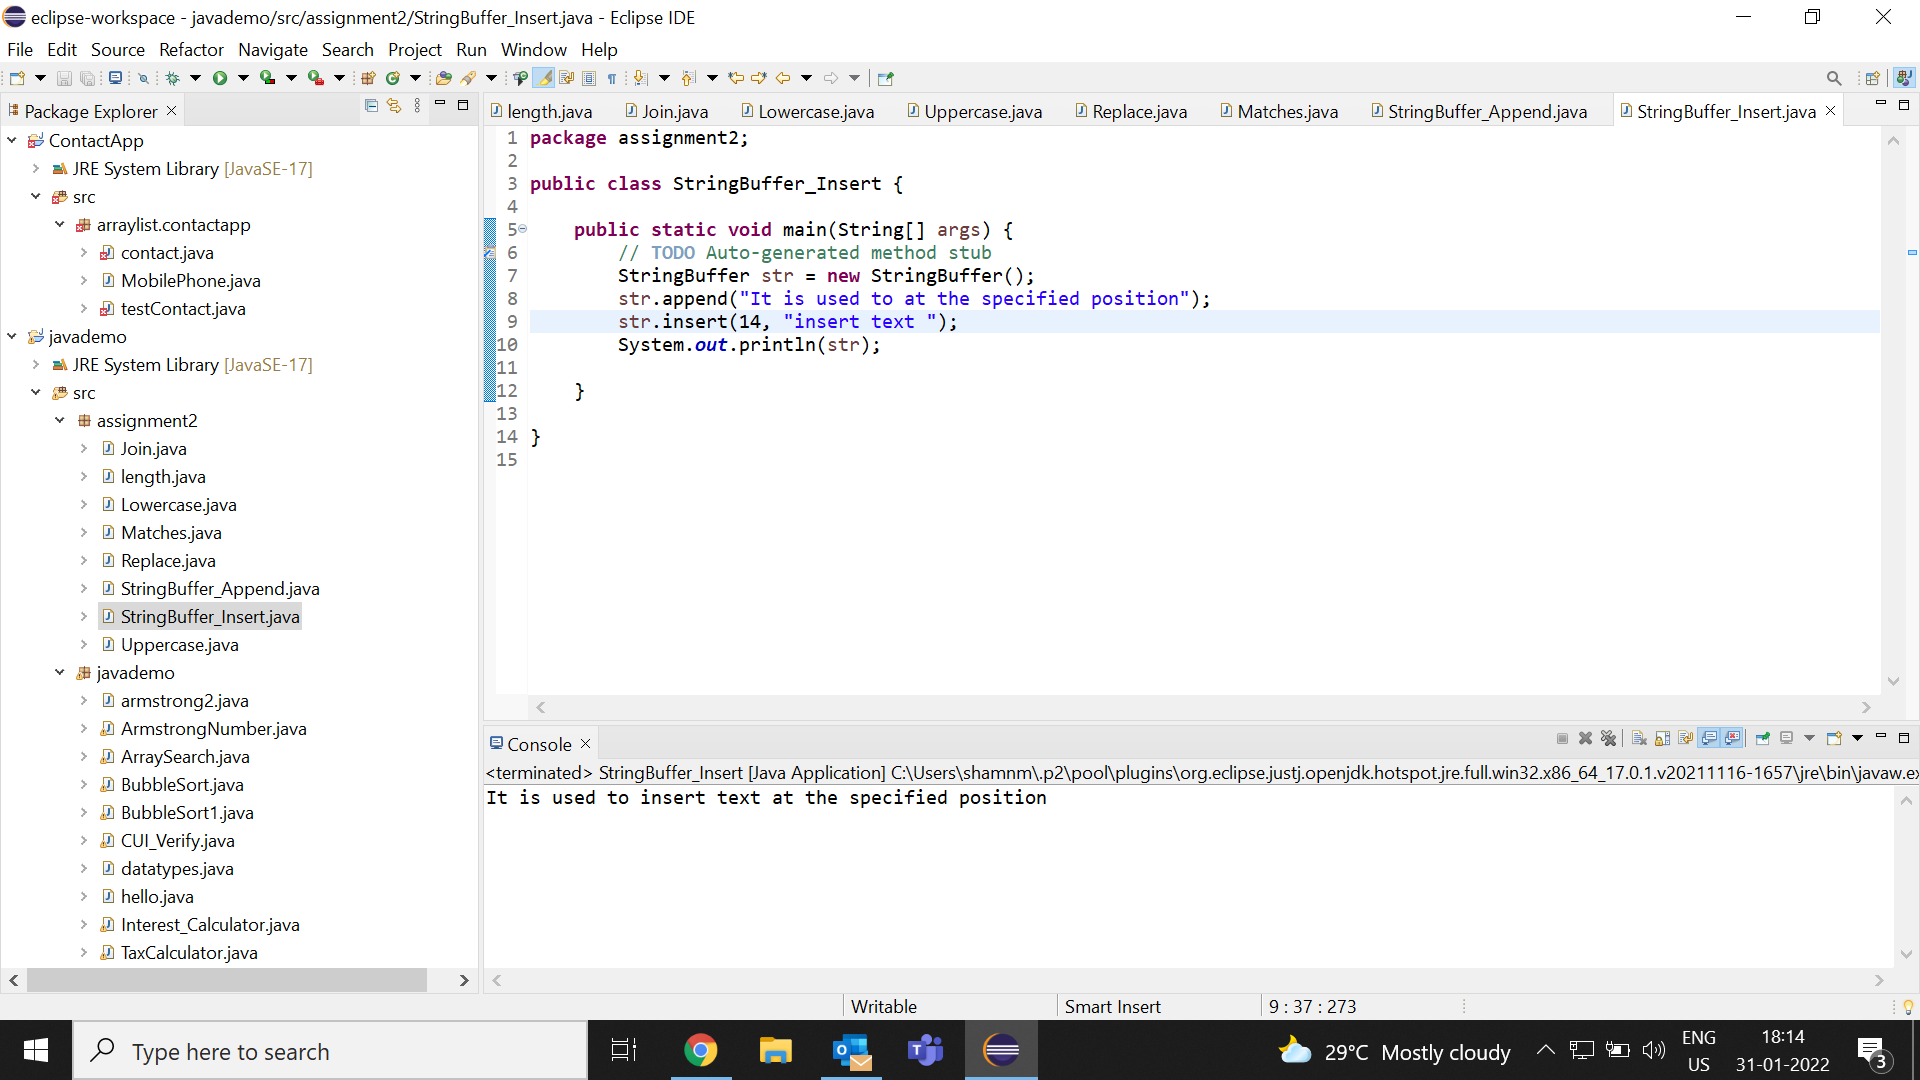 eclipse-workspace - javademo/src/assignment2/StringBuffer_Insert.java - Eclipse IDE
File Edit Source Refactor Navigate Search Project Run Window Help
Package Explorer
ContactApp
JRE System Library [JavaSE-17]
src
arraylist.contactapp
contact.java
MobilePhone.java
testContact.java
javademo
JRE System Library [JavaSE-17]
src
assignment2
Join.java
length.java
Lowercase.java
Matches.java
Replace.java
StringBuffer_Append.java
StringBuffer_Insert.java
Uppercase.java
javademo
armstrong2.java
ArmstrongNumber.java
ArraySearch.java
BubbleSort.java
BubbleSort1.java
CUI_Verify.java
datatypes.java
hello.java
Interest_Calculator.java
TaxCalculator.java
length.java Join.java Lowercase.java Uppercase.java Replace.java Matches.java StringBuffer_Append.java StringBuffer_Insert.java
1 package assignment2;
2
3 public class StringBuffer_Insert {
4
5 public static void main(String[] args) {
6 // TODO Auto-generated method stub
7 StringBuffer str = new StringBuffer();
8 str.append("It is used to at the specified position");
9 str.insert(14, "insert text ");
10 System.out.println(str);
11
12 }
13
14 }
15
Console
<terminated> StringBuffer_Insert [Java Application] C:\Users\shamnm\.p2\pool\plugins\org.eclipse.justj.openjdk.hotspot.jre.full.win32.x86_64_17.0.1.v20211116-1657\jre\bin\javaw.ex
It is used to insert text at the specified position
Writable Smart Insert 9 : 37 : 273
Type here to search
29°C Mostly cloudy
ENG
US
18:14
31-01-2022
3